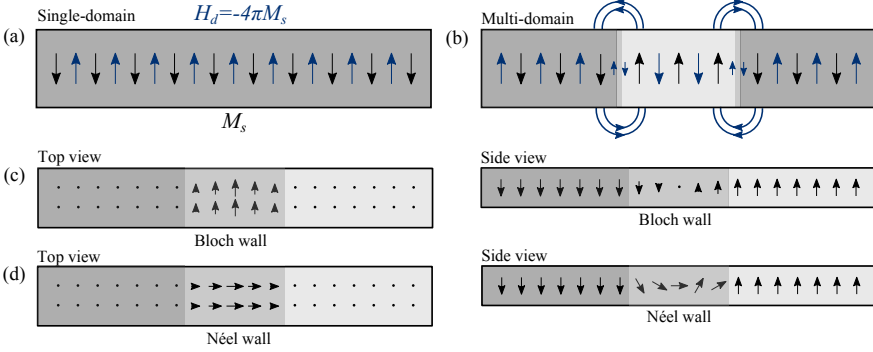 Single-domain
H_d=-4πM_s
(a)
M_s
Multi-domain
(b)
Top view
(c)
Bloch wall
Side view
Bloch wall
Top view
(d)
Néel wall
Side view
Néel wall